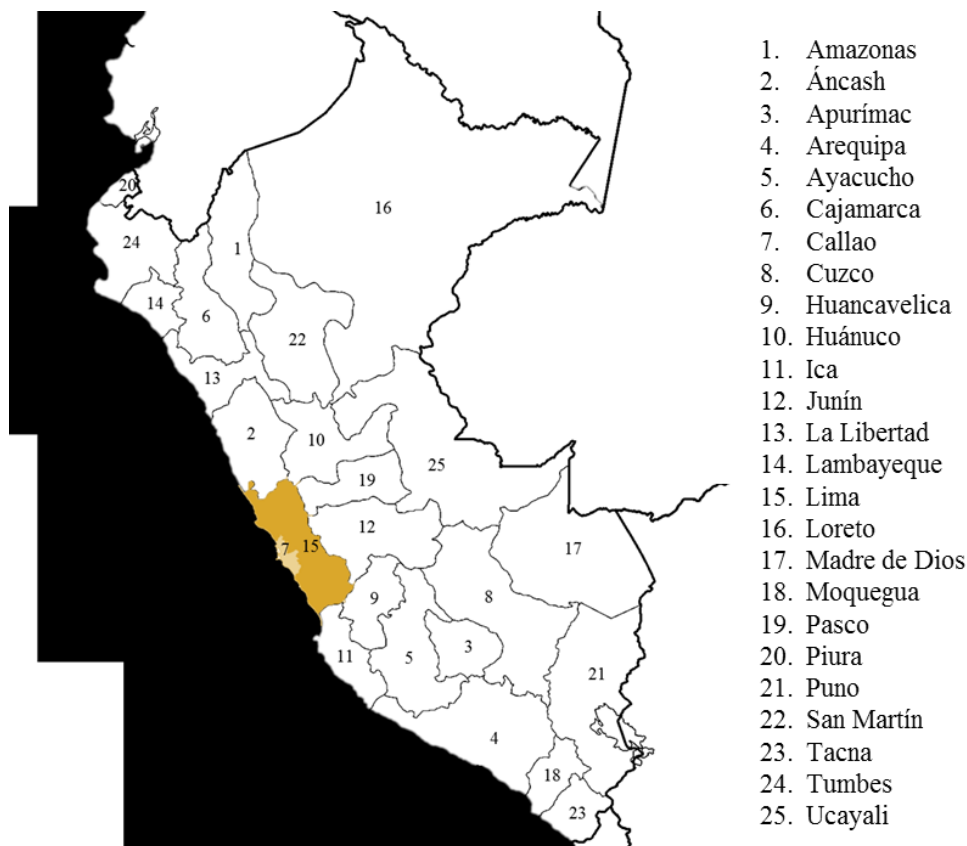 1. Amazonas
2. Áncash
3. Apurímac
4. Arequipa
5. Ayacucho
6. Cajamarca
7. Callao
8. Cuzco
9. Huancavelica
10. Huánuco
11. Ica
12. Junín
13. La Libertad
14. Lambayeque
15. Lima
16. Loreto
17. Madre de Dios
18. Moquegua
19. Pasco
20. Piura
21. Puno
22. San Martín
23. Tacna
24. Tumbes
25. Ucayali
20
16
24
1
14
6
22
13
2
10
25
19
12
7 15
17
9
8
3
11
5
21
4
18
23